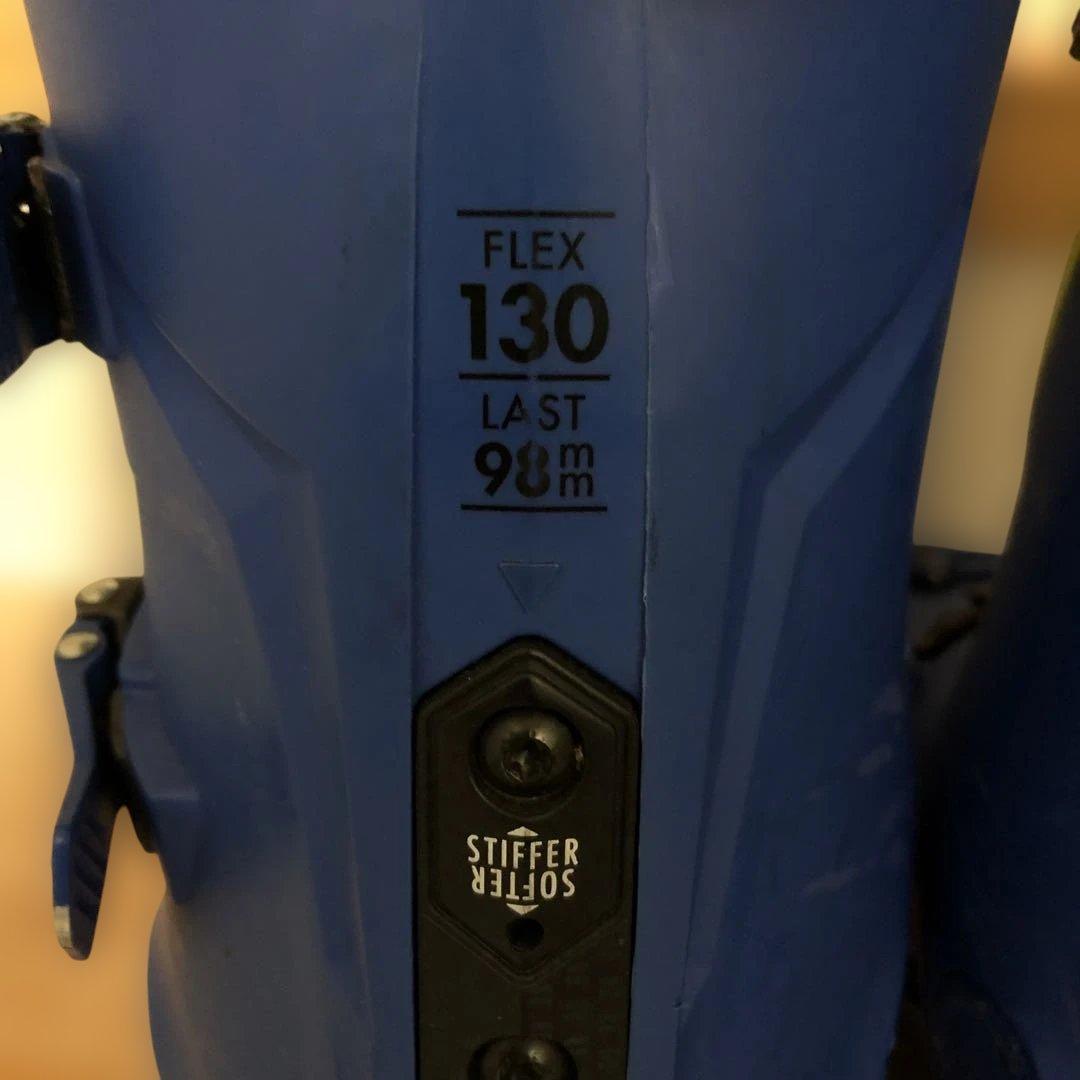 FLEX
130
LAST
98mm
STIFFER
SOFTER